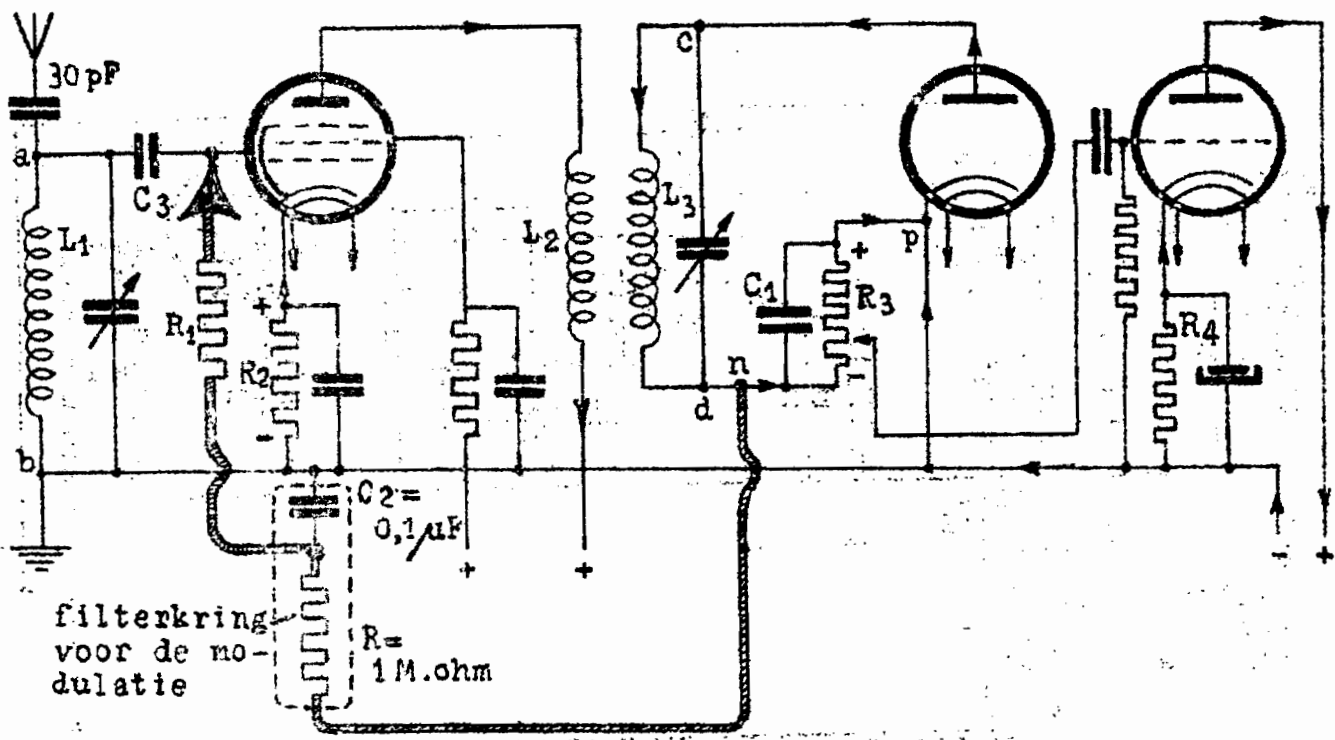 30 pF
a
C3
L1
R1
+
R2
-
b
C2=
0,1 µF
filterkring
voor de mo-
dulatie
R=
1 M.ohm
+
L2
+
c
L3
d
n
C1
+
R3
-
p
R4
-
+